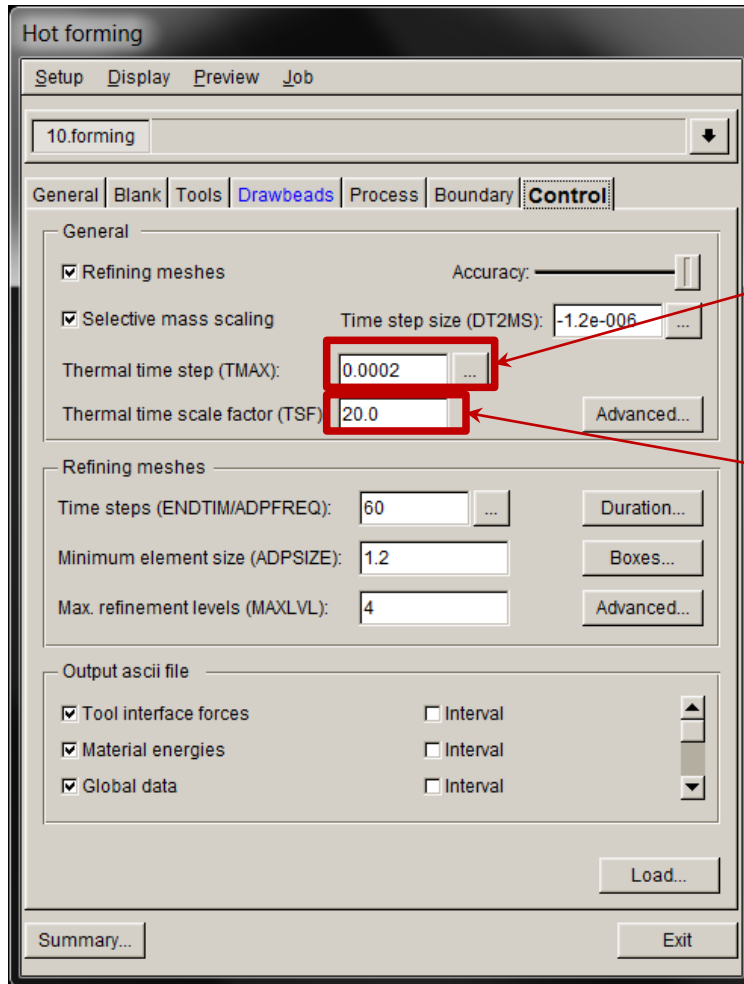 Hot forming
Setup Display Preview Job
10.forming
General Blank Tools Drawbeads Process Boundary Control
General
Refining meshes Accuracy:
Selective mass scaling Time step size (DT2MS): -1.2e-006 ...
Thermal time step (TMAX): 0.0002 ...
Thermal time scale factor (TSF) 20.0 Advanced...
Refining meshes
Time steps (ENDTIM/ADPFREQ): 60 ... Duration...
Minimum element size (ADPSIZE): 1.2 Boxes...
Max. refinement levels (MAXLVL): 4 Advanced...
Output ascii file
Tool interface forces Interval
Material energies Interval
Global data Interval
Load...
Summary... Exit